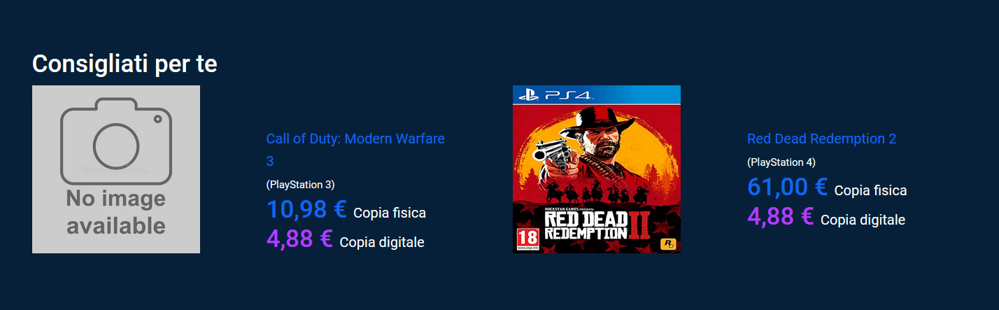 Consigliati per te
No image
available
Call of Duty: Modern Warfare
3
(PlayStation 3)
10,98 € Copia fisica
4,88 € Copia digitale
PS4
ROCKSTAR GAMES PRESENTA
RED DEAD
REDEMPTION II
18
www.pegi.info
R
Red Dead Redemption 2
(PlayStation 4)
61,00 € Copia fisica
4,88 € Copia digitale